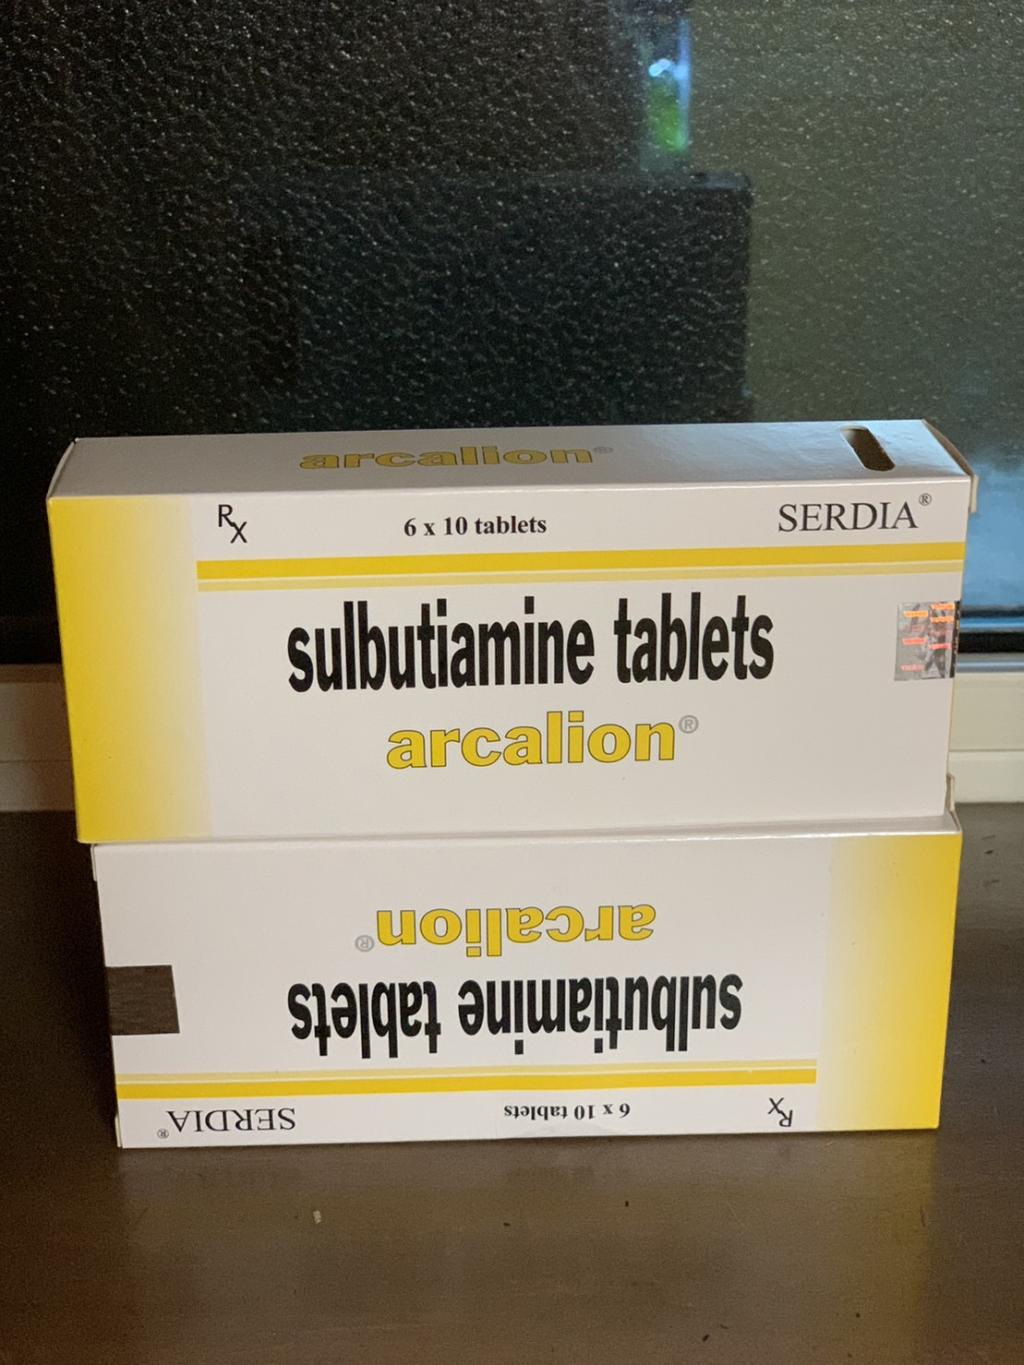 arcalion®
Rx
6 x 10 tablets
SERDIA®
sulbutiamine tablets
arcalion®
arcalion®
sulbutiamine tablets
Rx
6 x 10 tablets
SERDIA®